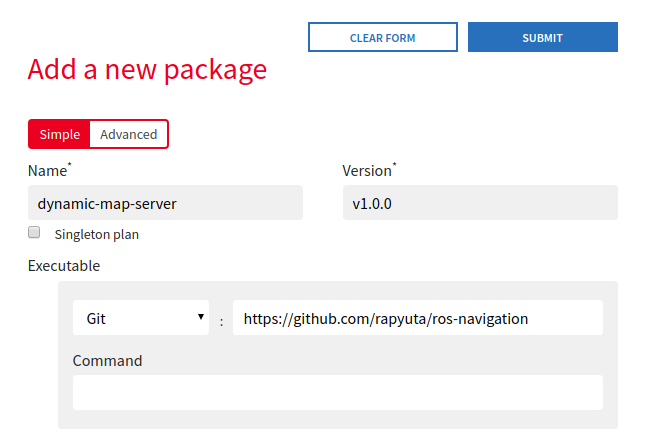 CLEAR FORM SUBMIT
Add a new package
Simple Advanced
Name* Version*
dynamic-map-server v1.0.0
Singleton plan
Executable
Git : https://github.com/rapyuta/ros-navigation
Command